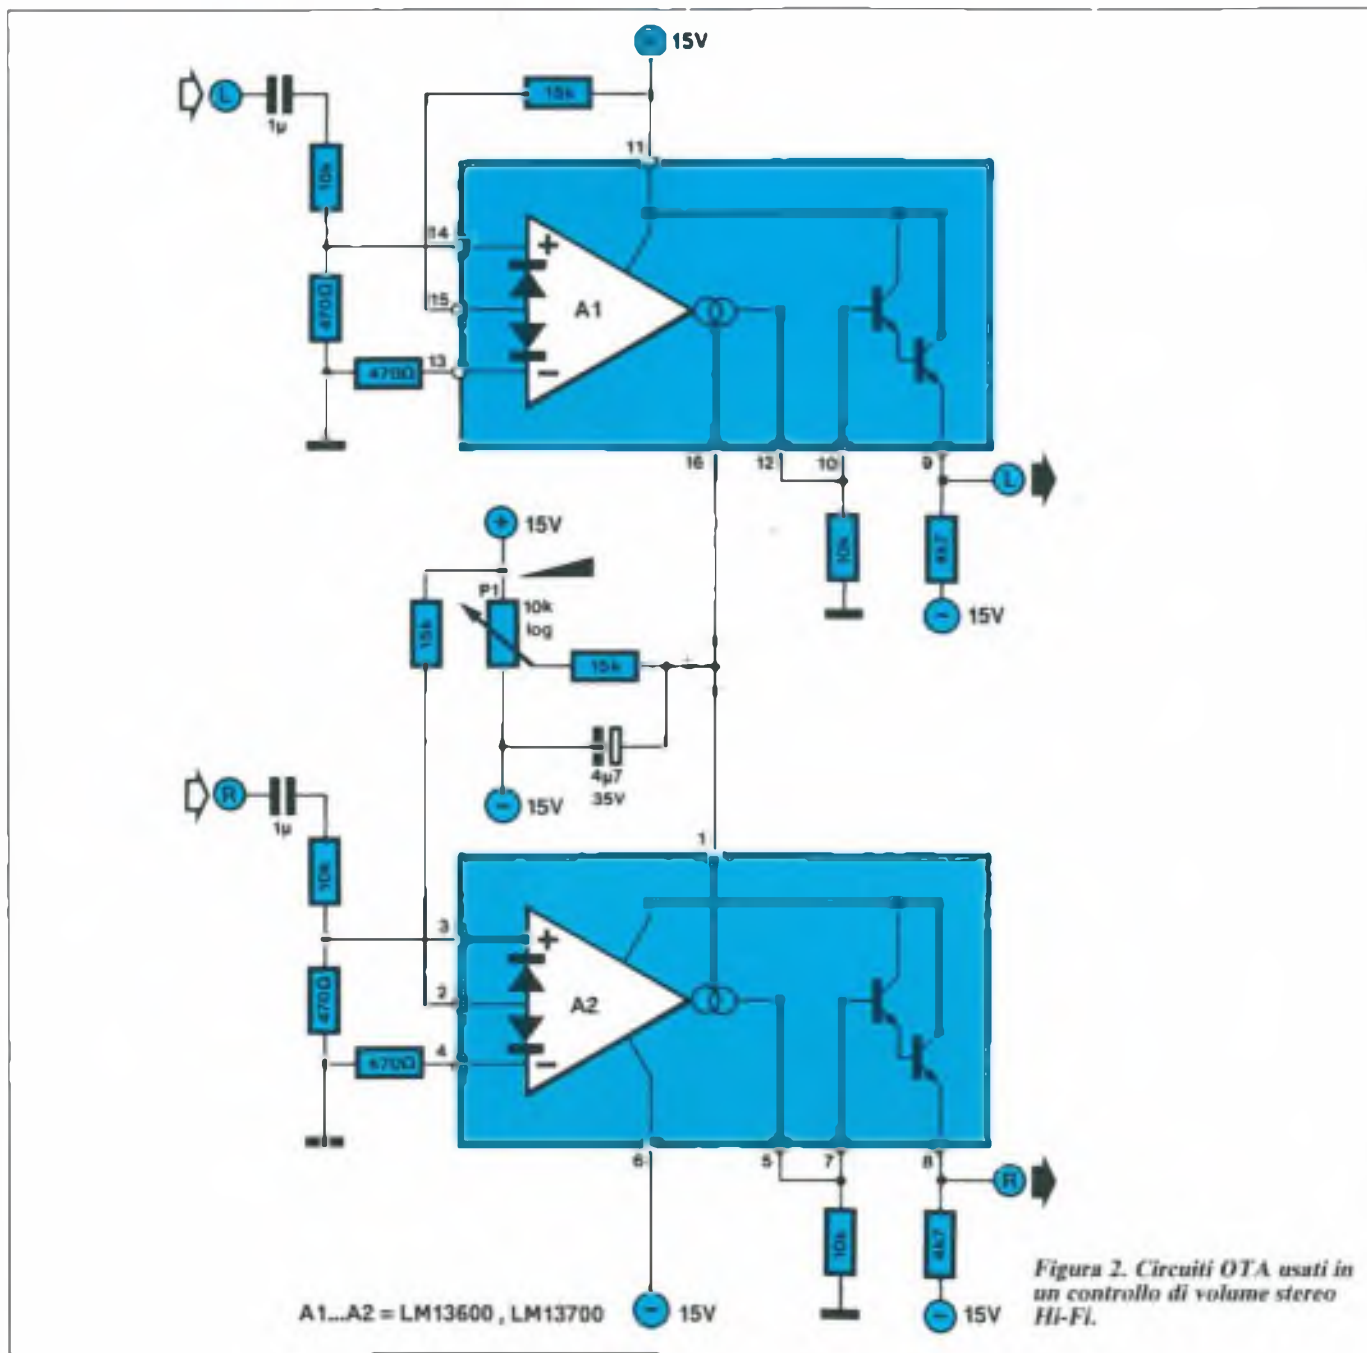 15V
L
1µ
10k
15k
11
14
+
470Ω
15
A1
13
470Ω
−
16
12
10
9
L
+
15V
10k
4k7
P1
10k
log
15k
15k
−
15V
4µ7
35V
−
15V
R
1µ
1
10k
3
+
470Ω
2
A2
4
−
6
5
7
8
R
10k
4k7
A1...A2 = LM13600 , LM13700
−
15V
−
15V
Figura 2. Circuiti OTA usati in
un controllo di volume stereo
Hi-Fi.